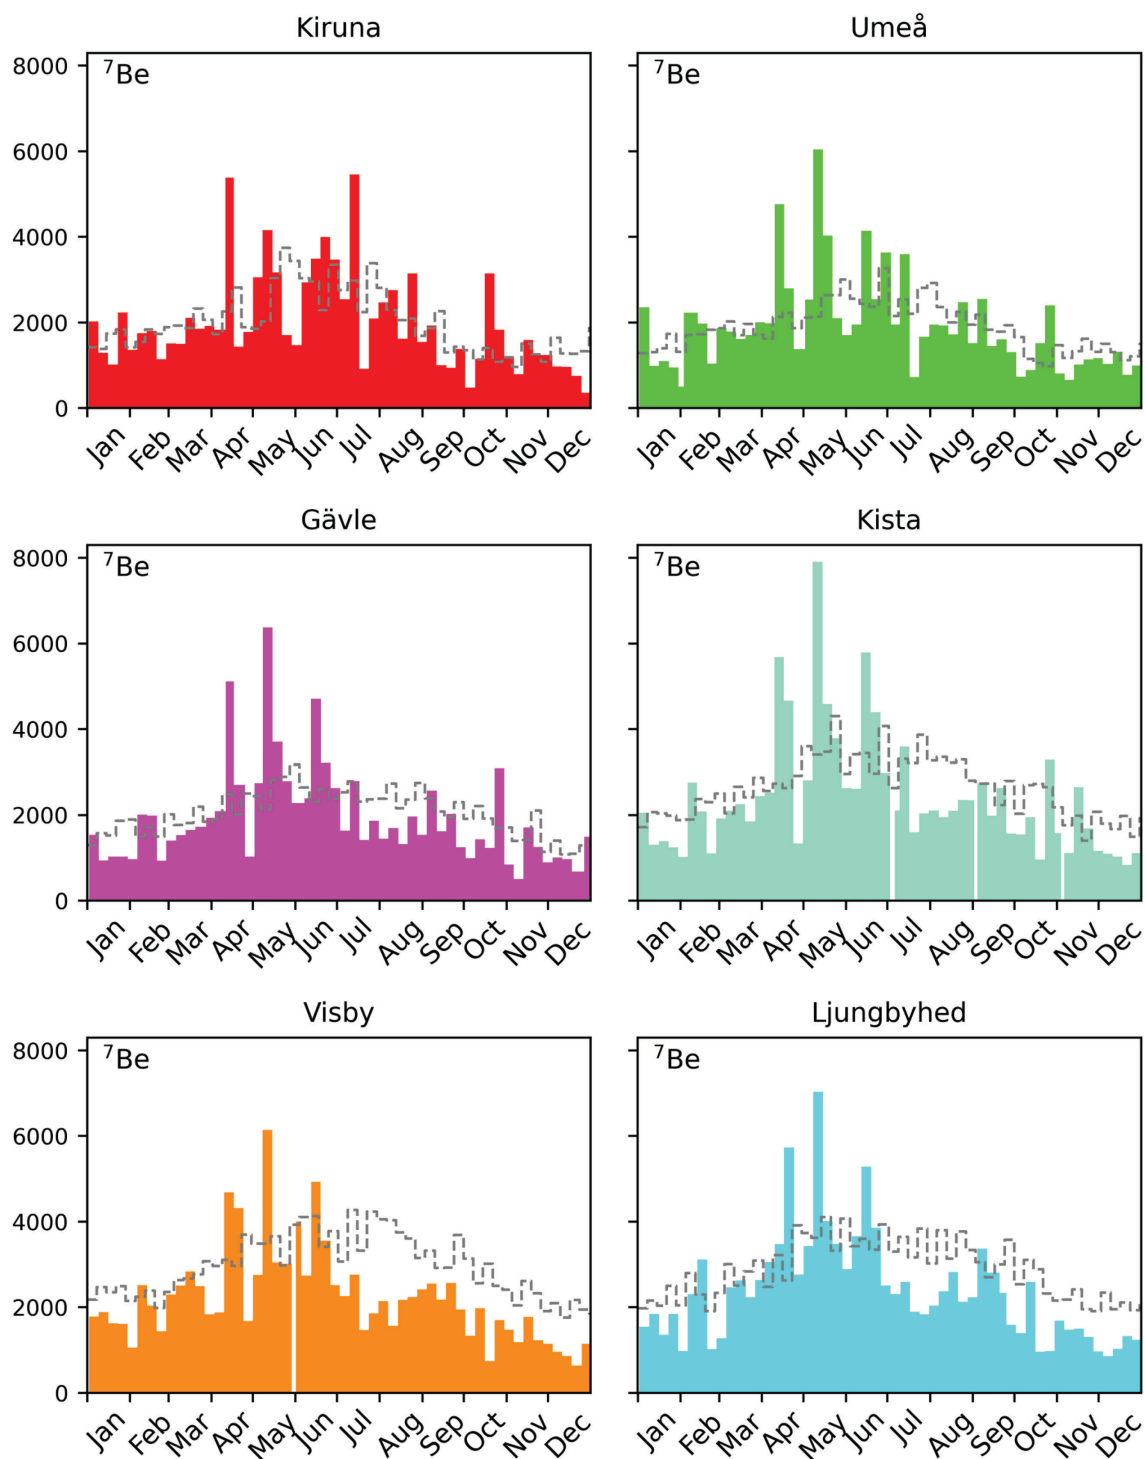 Kiruna
Umeå
⁷Be
⁷Be
8000
6000
4000
2000
0
Jan Feb Mar Apr May Jun Jul Aug Sep Oct Nov Dec
Jan Feb Mar Apr May Jun Jul Aug Sep Oct Nov Dec
Gävle
Kista
⁷Be
⁷Be
8000
6000
4000
2000
0
Jan Feb Mar Apr May Jun Jul Aug Sep Oct Nov Dec
Jan Feb Mar Apr May Jun Jul Aug Sep Oct Nov Dec
Visby
Ljungbyhed
⁷Be
⁷Be
8000
6000
4000
2000
0
Jan Feb Mar Apr May Jun Jul Aug Sep Oct Nov Dec
Jan Feb Mar Apr May Jun Jul Aug Sep Oct Nov Dec